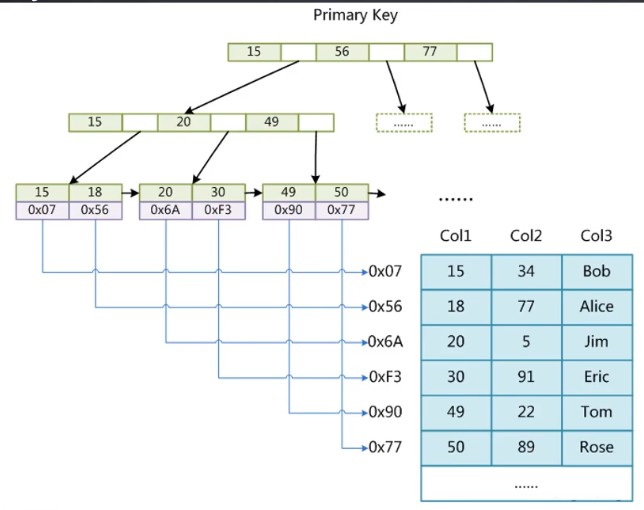 Primary Key
15 56 77
15 20 49
...... ......
15 18 20 30 49 50
0x07 0x56 0x6A 0xF3 0x90 0x77
......
Col1 Col2 Col3
0x07 15 34 Bob
0x56 18 77 Alice
0x6A 20 5 Jim
0xF3 30 91 Eric
0x90 49 22 Tom
0x77 50 89 Rose
......